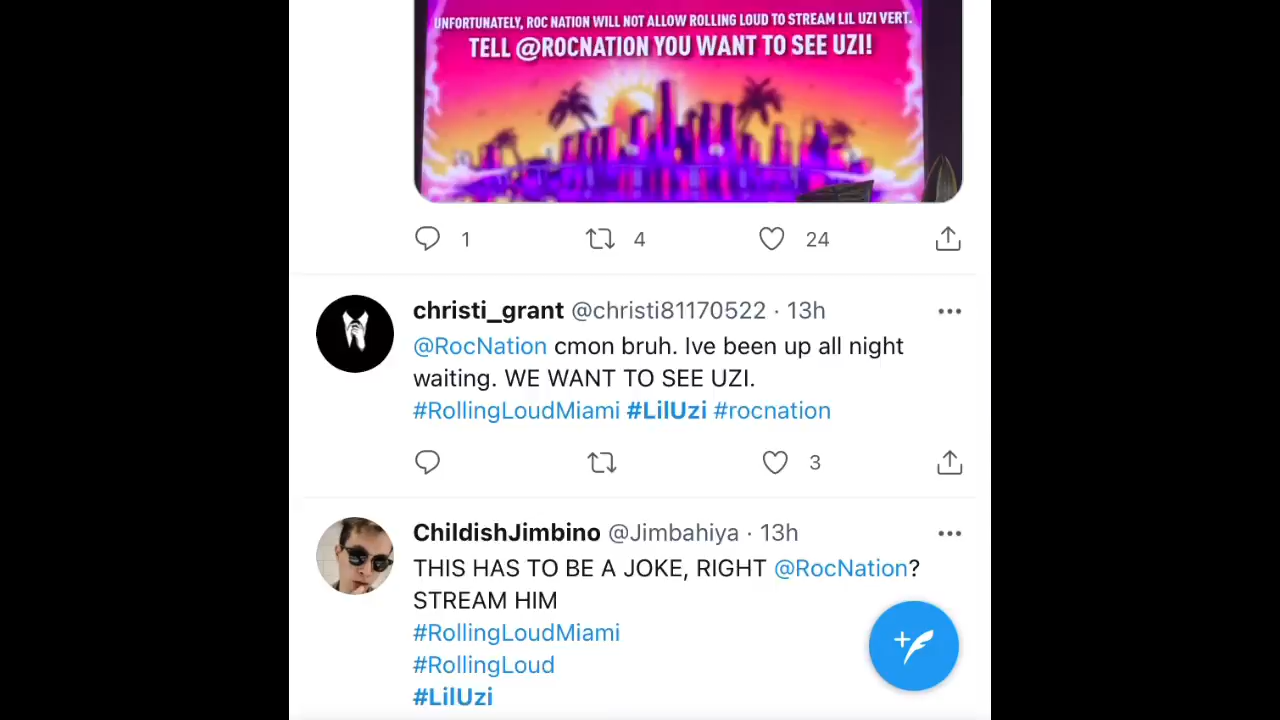 UNFORTUNATELY, ROC NATION WILL NOT ALLOW ROLLING LOUD TO STREAM LIL UZI VERT.
TELL @ROCNATION YOU WANT TO SEE UZI!
1 4 24
christi_grant @christi81170522 · 13h
@RocNation cmon bruh. Ive been up all night
waiting. WE WANT TO SEE UZI.
#RollingLoudMiami #LilUzi #rocnation
3
ChildishJimbino @Jimbahiya · 13h
THIS HAS TO BE A JOKE, RIGHT @RocNation?
STREAM HIM
#RollingLoudMiami
#RollingLoud
#LilUzi